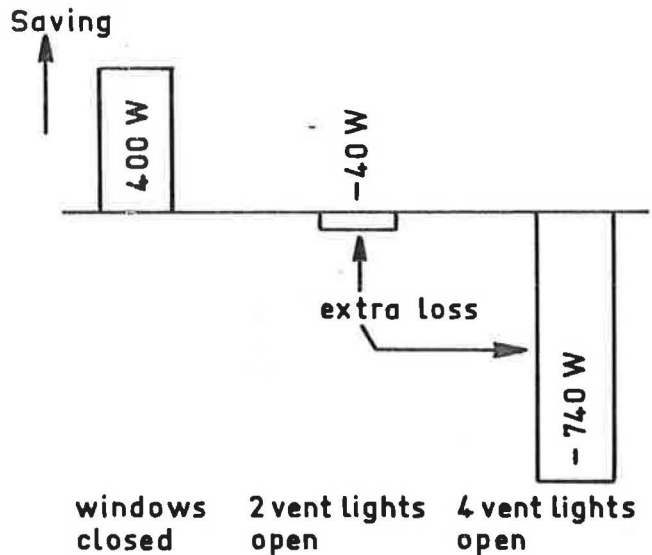 Saving
400 W
-40 W
extra loss
- 740 W
windows closed
2 vent lights open
4 vent lights open